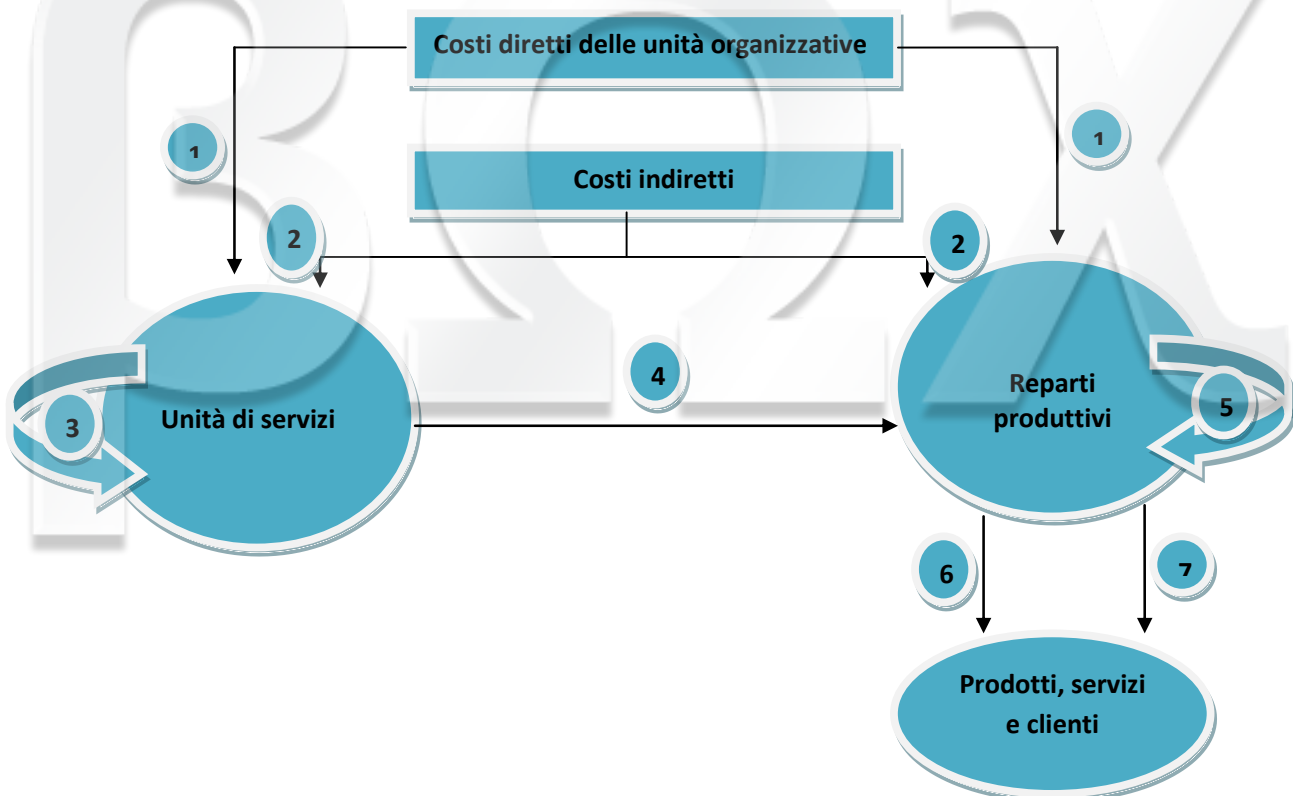 Costi diretti delle unità organizzative
1
1
Costi indiretti
2
2
4
Unità di servizi
3
Reparti
produttivi
5
6
7
Prodotti, servizi
e clienti
βΩχ